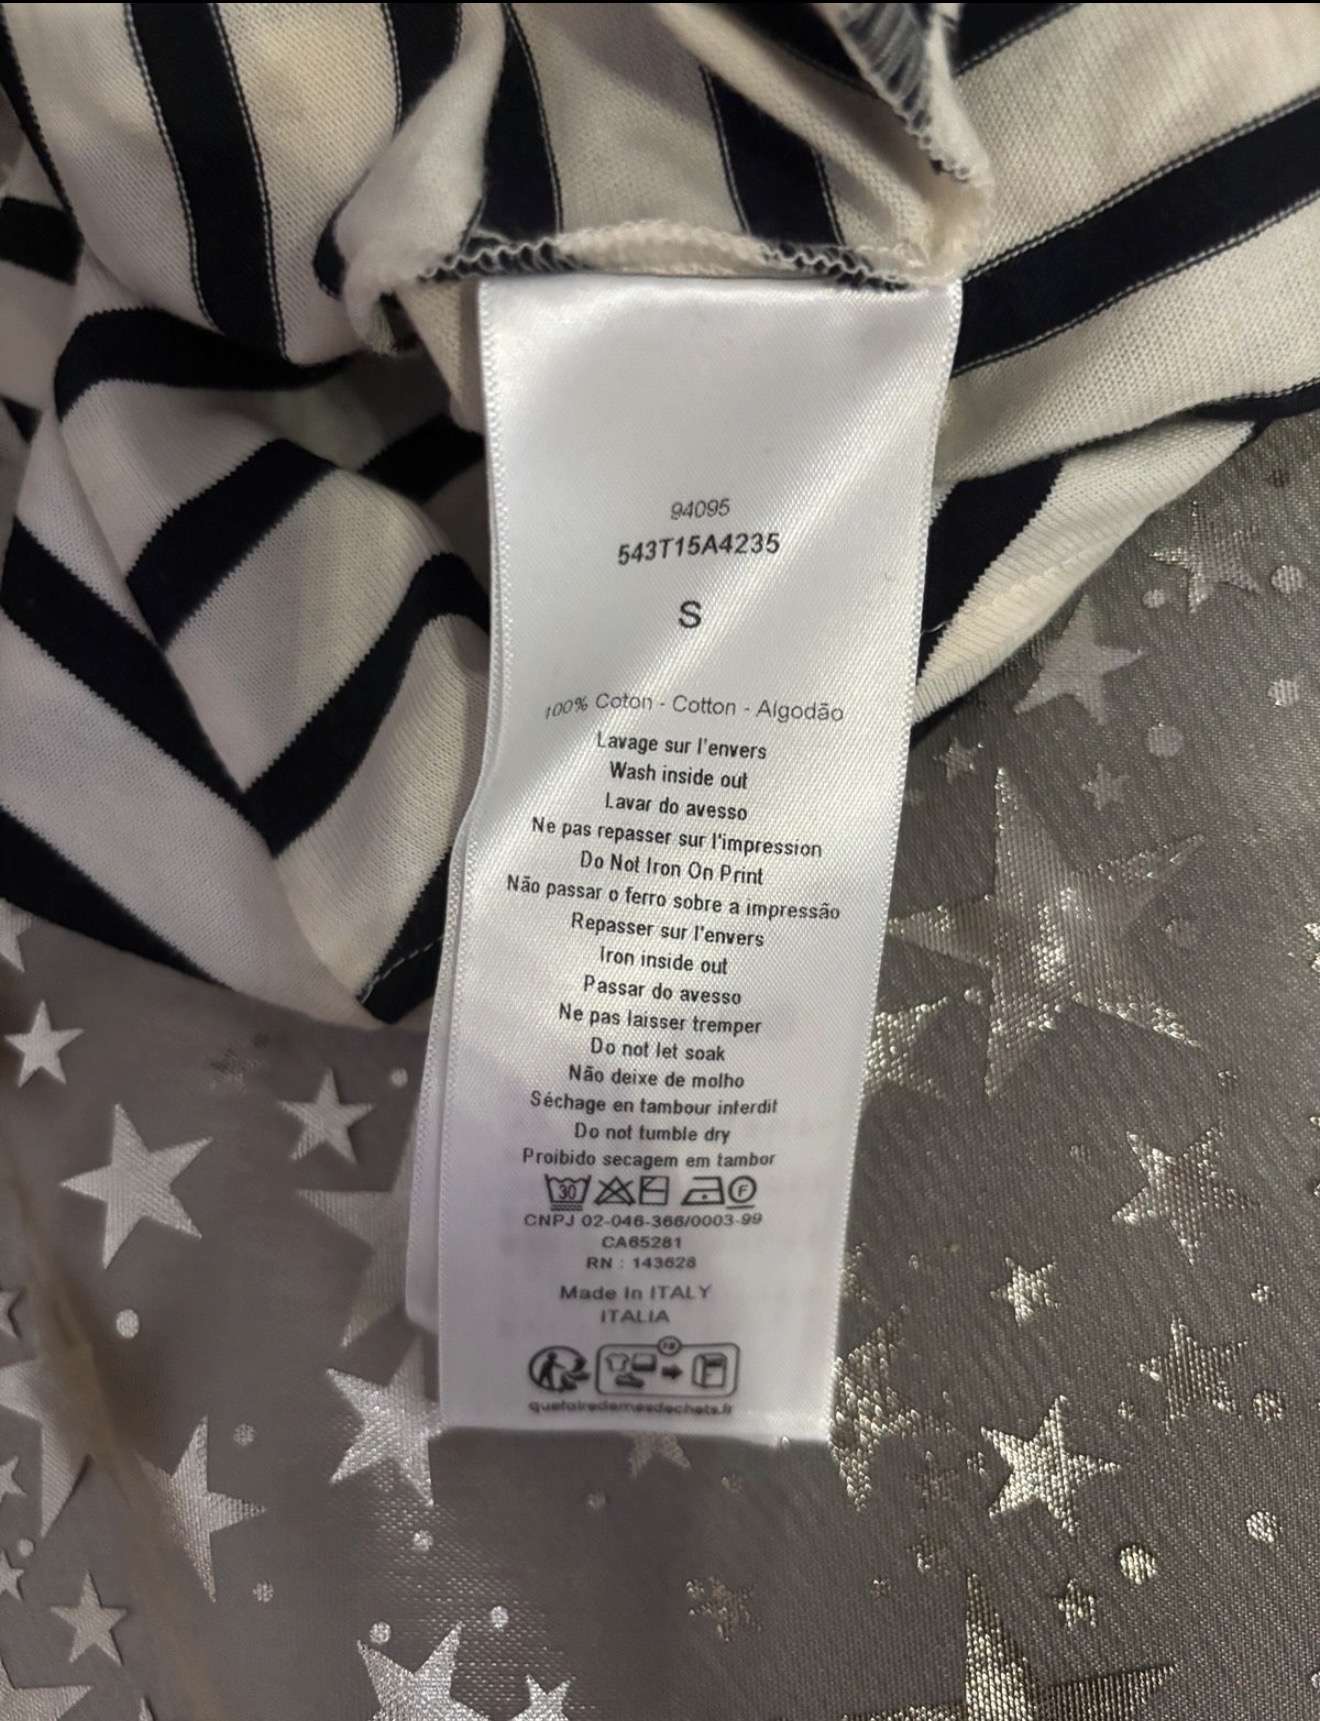 94095
543T15A4235
S
100% Coton - Cotton - Algodão
Lavage sur l'envers
Wash inside out
Lavar do avesso
Ne pas repasser sur l'impression
Do Not Iron On Print
Não passar o ferro sobre a impressão
Repasser sur l'envers
Iron inside out
Passar do avesso
Ne pas laisser tremper
Do not let soak
Não deixe de molho
Séchage en tambour interdit
Do not tumble dry
Proibido secagem em tambor
30 F
CNPJ 02-046-366/0003-99
CA65281
RN : 143628
Made In ITALY
ITALIA
FR
quefairedemesdechets.fr